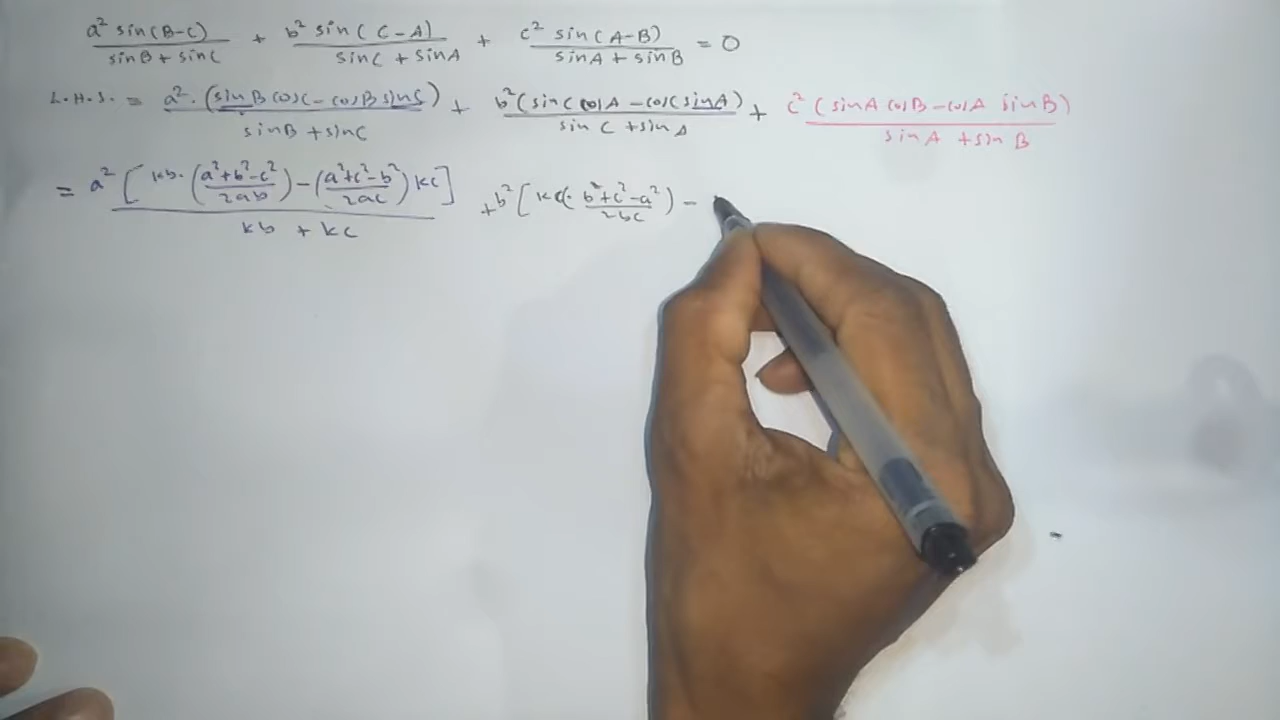 a² sin(B-C) / sinB + sinC + b² sin(C-A) / sinC + sinA + c² sin(A-B) / sinA + sinB = 0
L.H.S. = a².(sinB cosC - cosB sinC) / sinB + sinC + b²(sinC cosA - cosC sinA) / sinC + sinA + c²(sinA cosB - cosA sinB) / sinA + sinB
= a² [kb.(a²+b²-c² / 2ab) - (a²+c²-b² / 2ac) kc] / kb + kc + b² [kc(. b²+c²-a² / 2bc) -